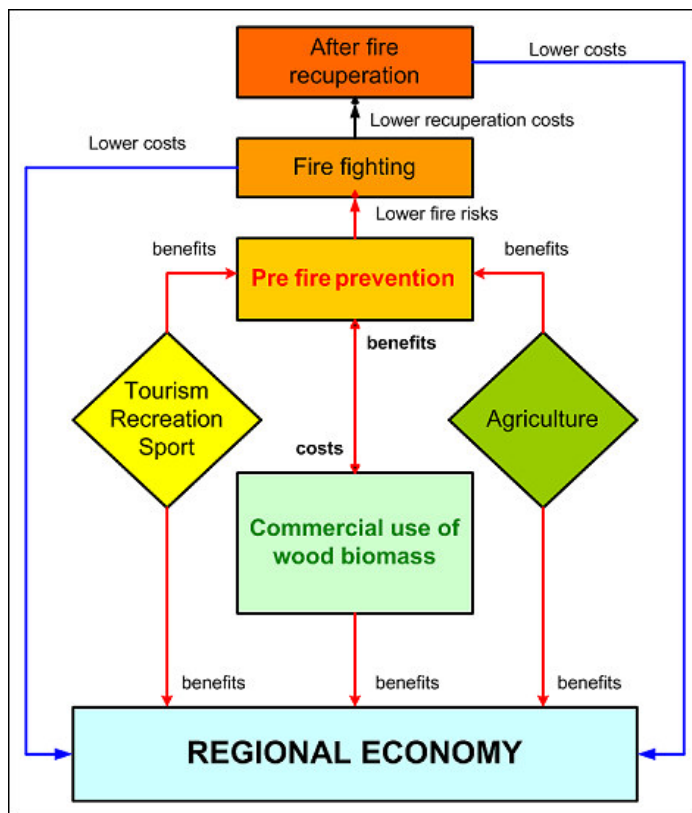 After fire
recuperation
Lower costs
Lower recuperation costs
Lower costs
Fire fighting
Lower fire risks
benefits
benefits
Pre fire prevention
benefits
Tourism
Recreation
Sport
Agriculture
costs
Commercial use of
wood biomass
benefits
benefits
benefits
REGIONAL ECONOMY